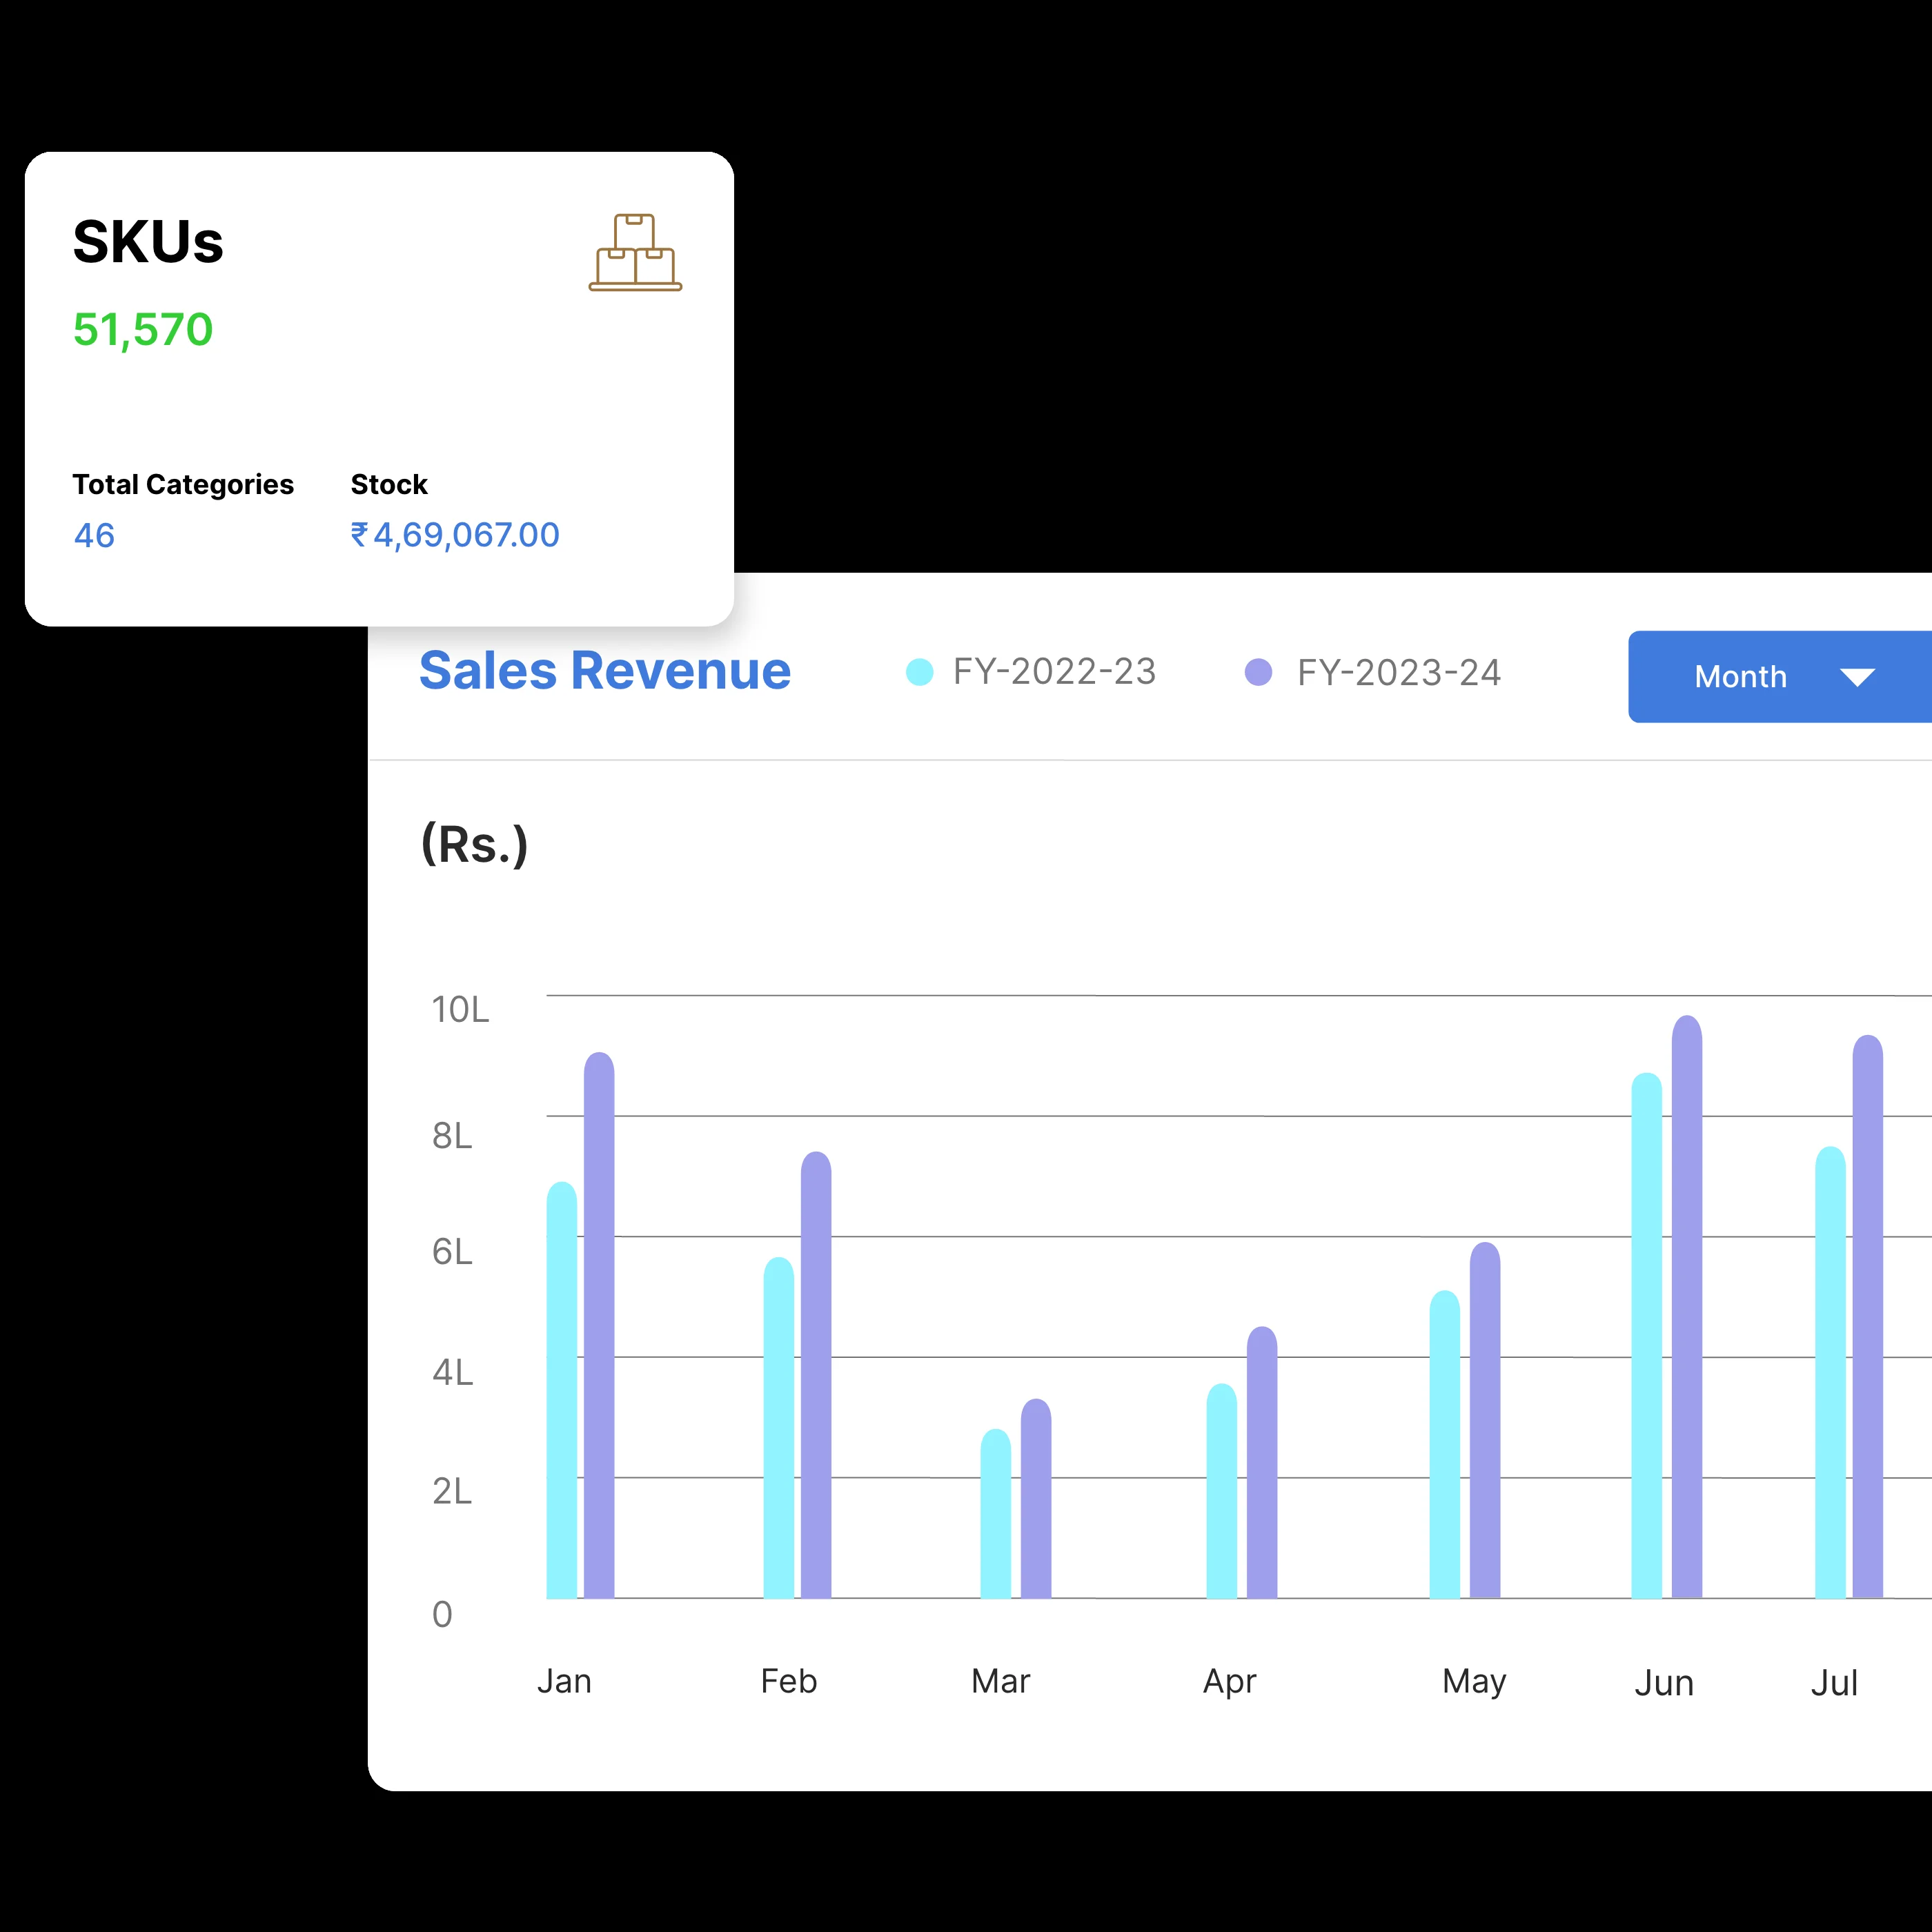 SKUs
51,570
Total Categories Stock
46 ₹4,69,067.00
Sales Revenue FY-2022-23 FY-2023-24 Month
(Rs.)
10L
8L
6L
4L
2L
0
Jan Feb Mar Apr May Jun Jul